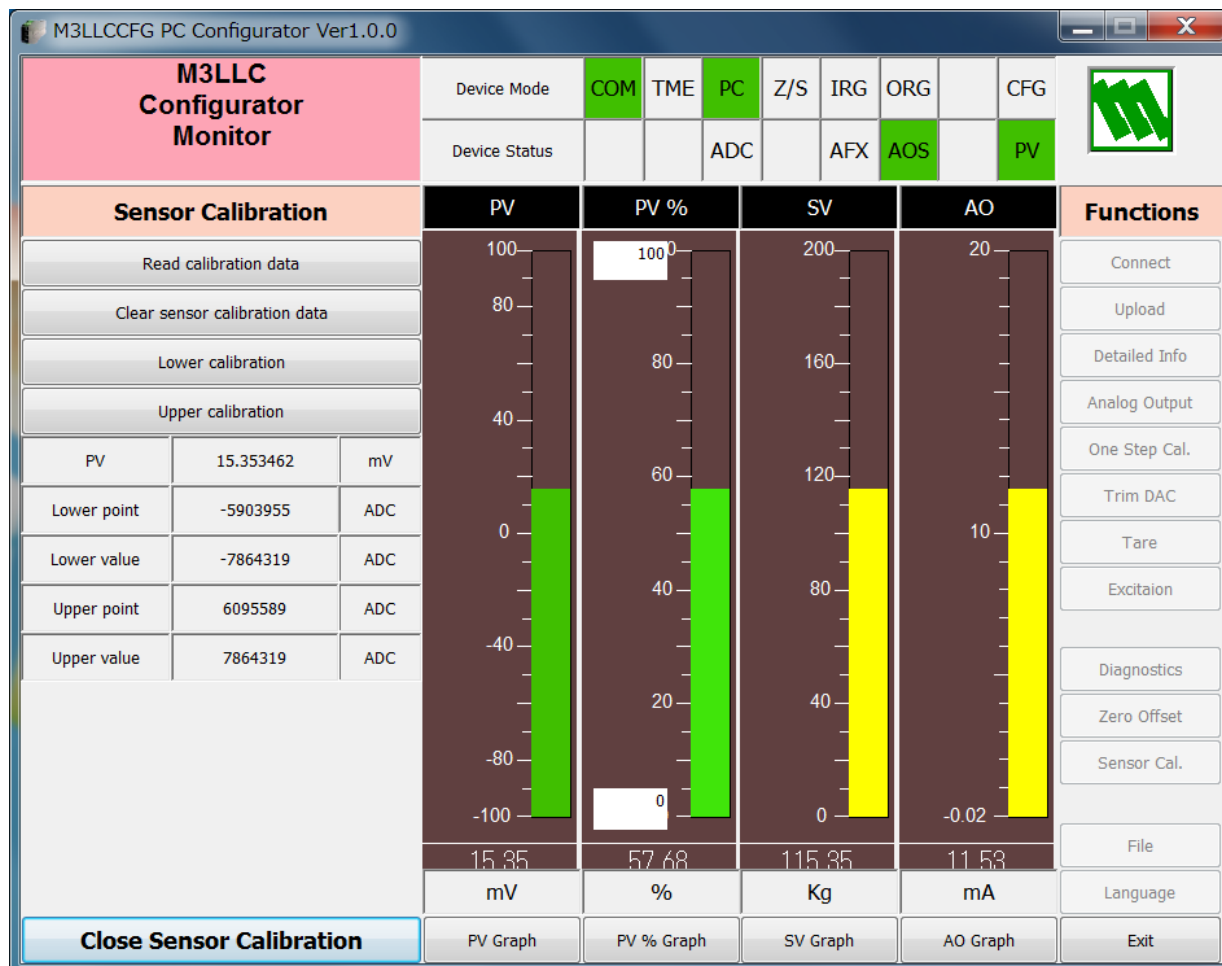 M3LLCCFG PC Configurator Ver1.0.0
X
M3LLC
Configurator
Monitor
Device Mode
COM
TME
PC
Z/S
IRG
ORG
CFG
Device Status
ADC
AFX
AOS
PV
Sensor Calibration
Read calibration data
Clear sensor calibration data
Lower calibration
Upper calibration
PV 15.353462 mV
Lower point -5903955 ADC
Lower value -7864319 ADC
Upper point 6095589 ADC
Upper value 7864319 ADC
Close Sensor Calibration
PV
100
80
40
0
-40
-80
-100
15.35
mV
PV Graph
PV %
100
80
60
40
20
0
57.68
%
PV % Graph
SV
200
160
120
80
40
0
115.35
Kg
SV Graph
AO
20
10
-0.02
11.53
mA
AO Graph
Functions
Connect
Upload
Detailed Info
Analog Output
One Step Cal.
Trim DAC
Tare
Excitaion
Diagnostics
Zero Offset
Sensor Cal.
File
Language
Exit